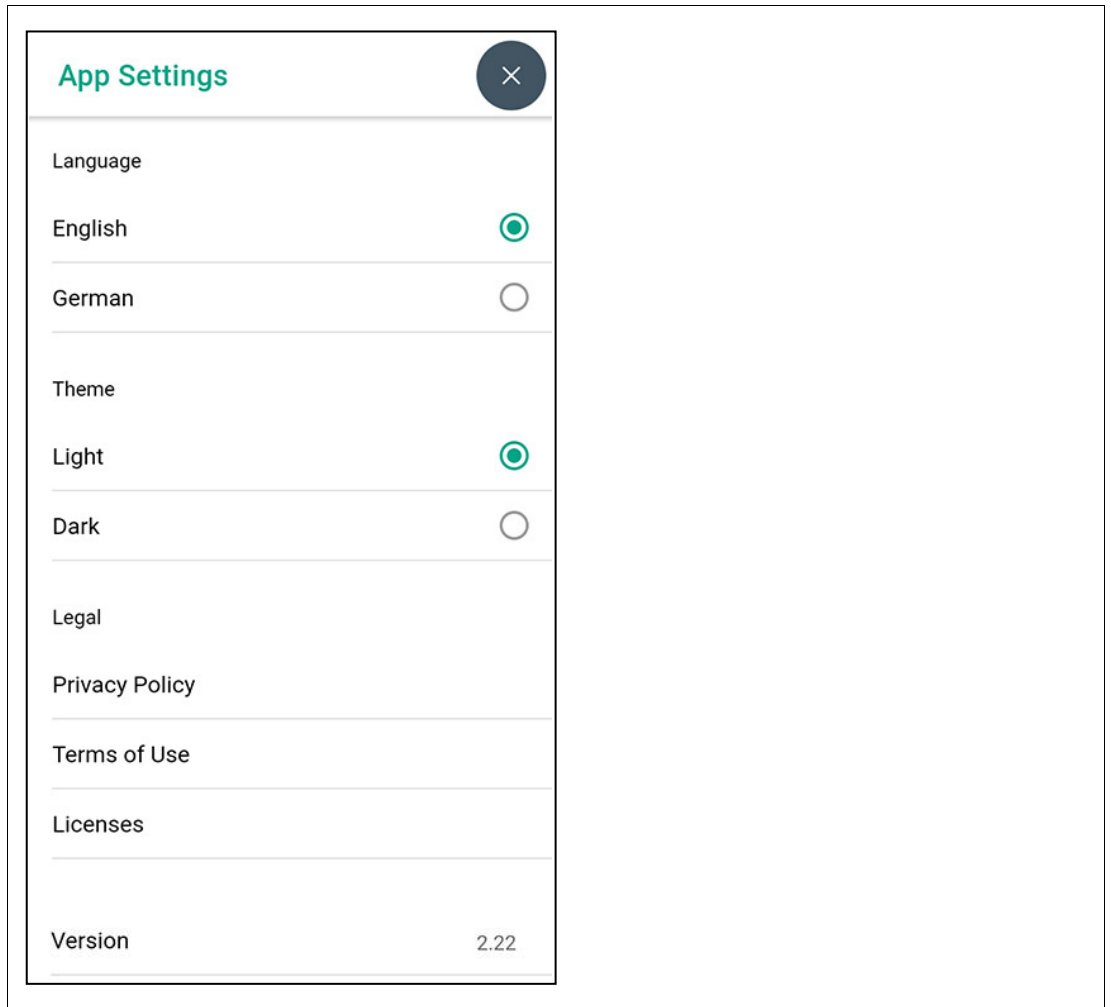 App Settings
Language
English
German
Theme
Light
Dark
Legal
Privacy Policy
Terms of Use
Licenses
Version 2.22